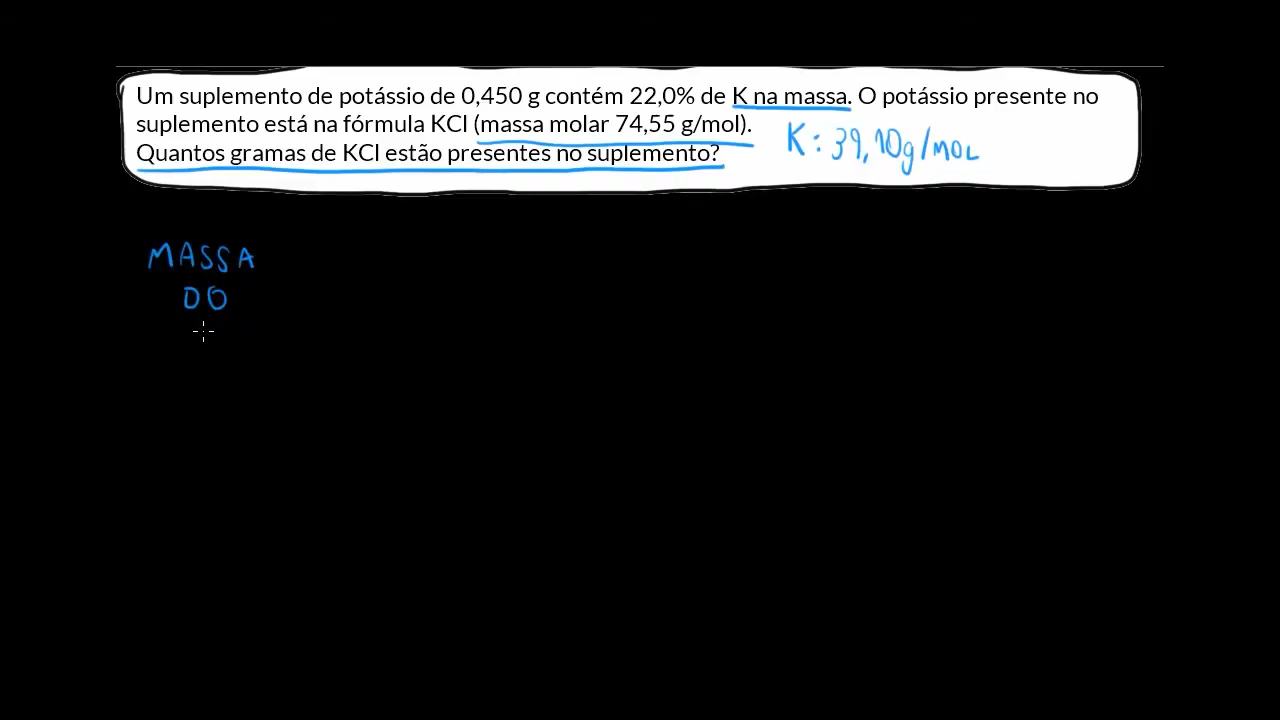 Um suplemento de potássio de 0,450 g contém 22,0% de K na massa. O potássio presente no
suplemento está na fórmula KCl (massa molar 74,55 g/mol).
Quantos gramas de KCl estão presentes no suplemento?
K: 39,10g/MOL
MASSA
DO